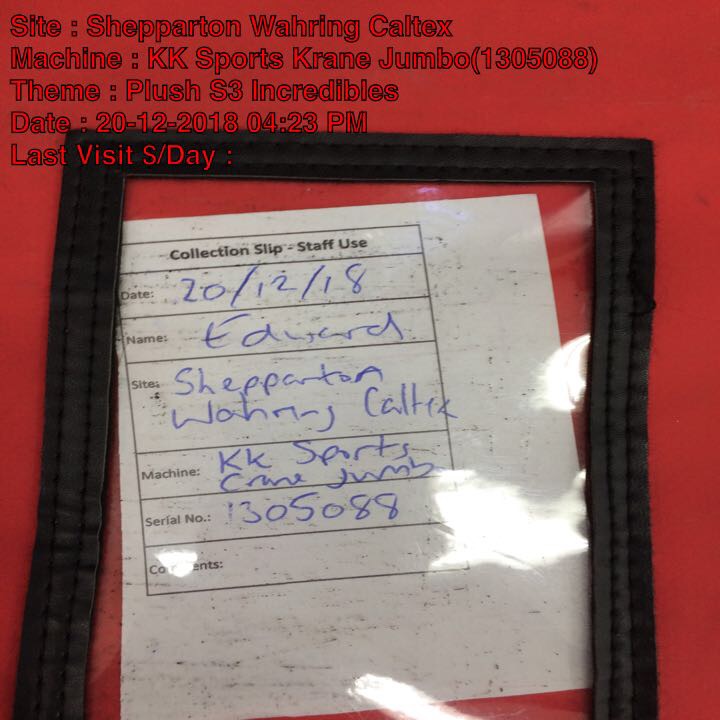 Site : Shepparton Wahring Caltex
Machine : KK Sports Krane Jumbo(1305088)
Theme : Plush S3 Incredibles
Date : 20-12-2018 04:23 PM
Last Visit S/Day :
Collection Slip - Staff Use
Date: 20/12/18
Name: Edward
Site: Shepparton
Wahring Caltex
Machine: KK Sports
Crane Jumbo
Serial No.: 1305088
Comments: